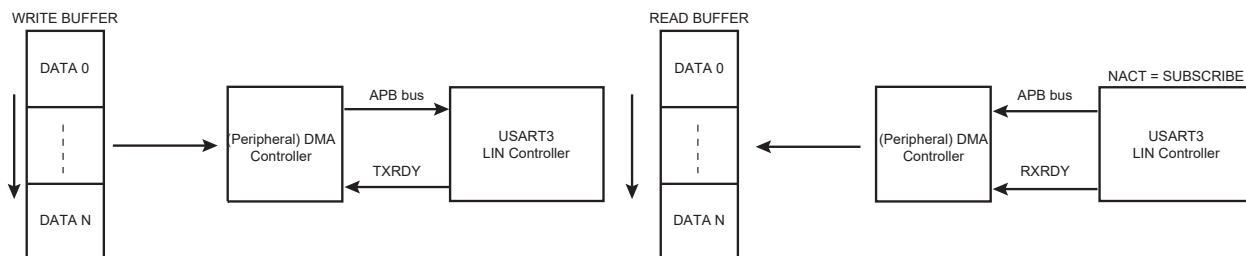 WRITE BUFFER
DATA 0
DATA N
(Peripheral) DMA
Controller
APB bus
TXRDY
USART3
LIN Controller
READ BUFFER
DATA 0
DATA N
(Peripheral) DMA
Controller
APB bus
RXRDY
NACT = SUBSCRIBE
USART3
LIN Controller